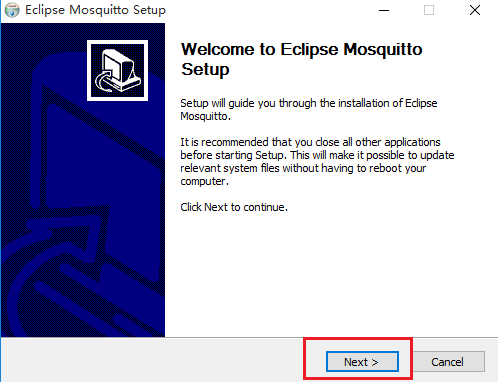 Eclipse Mosquitto Setup
Welcome to Eclipse Mosquitto
Setup
Setup will guide you through the installation of Eclipse
Mosquitto.
It is recommended that you close all other applications
before starting Setup. This will make it possible to update
relevant system files without having to reboot your
computer.
Click Next to continue.
Next >
Cancel